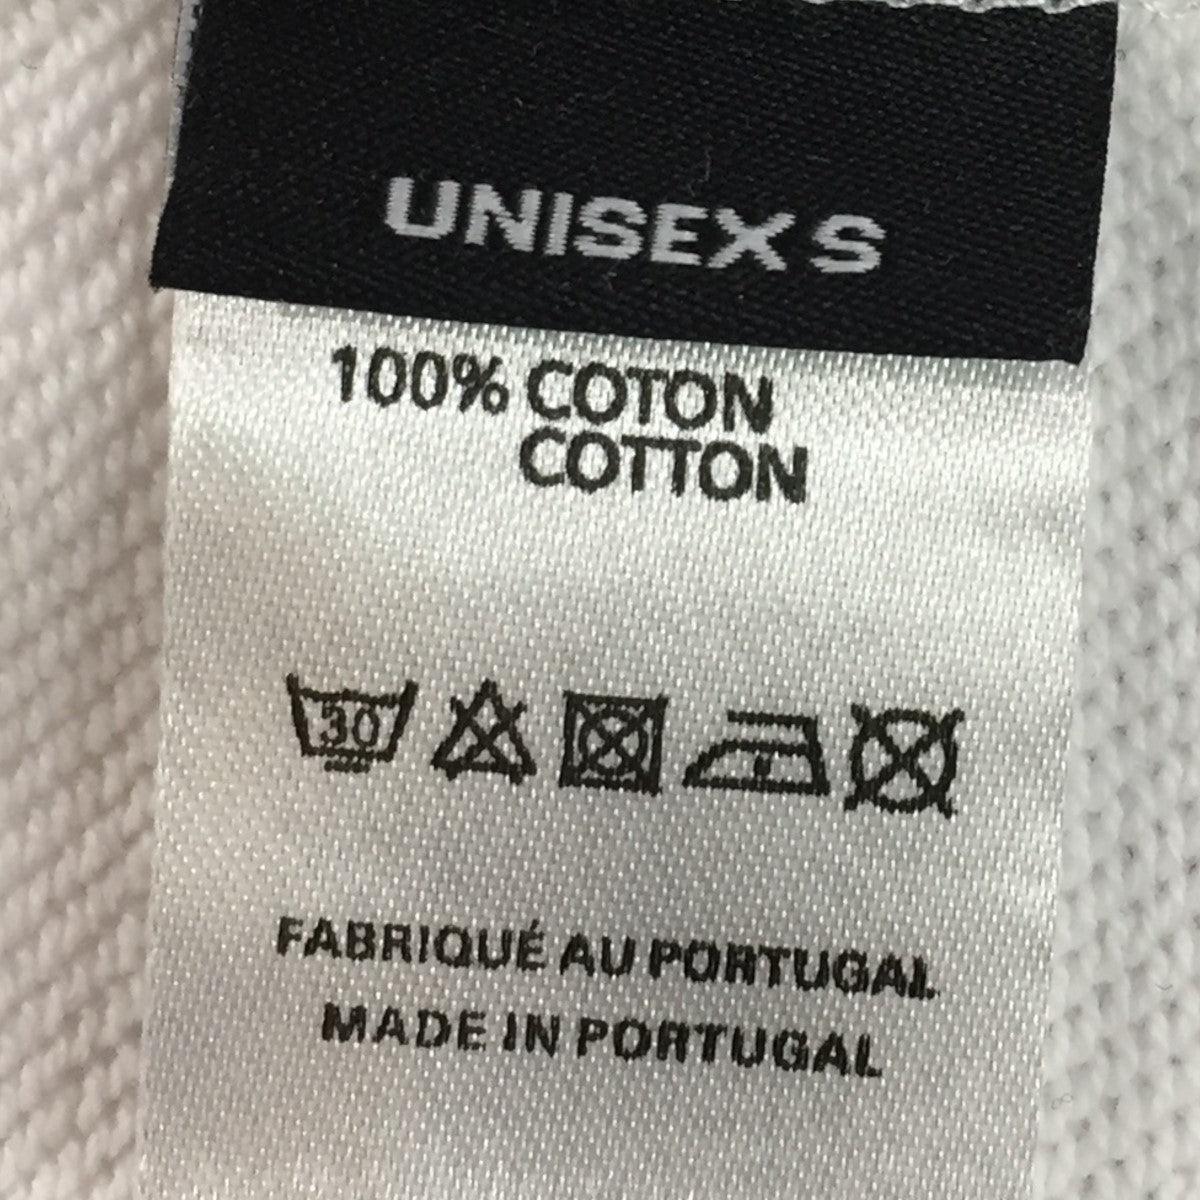 UNISEX S
100% COTON
COTTON
30
FABRIQUÉ AU PORTUGAL
MADE IN PORTUGAL